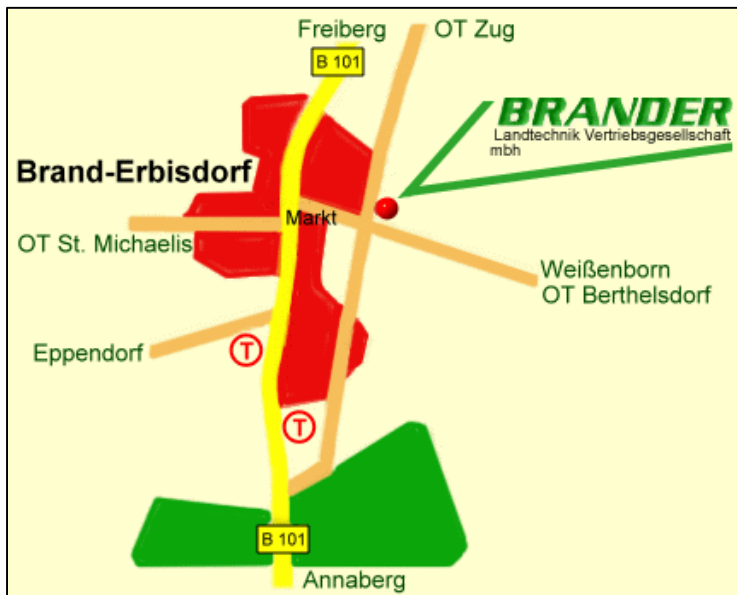 Freiberg
OT Zug
B 101
BRANDER
Landtechnik Vertriebsgesellschaft
mbh
Brand-Erbisdorf
Markt
OT St. Michaelis
Weißenborn
OT Berthelsdorf
Eppendorf
T
T
B 101
Annaberg